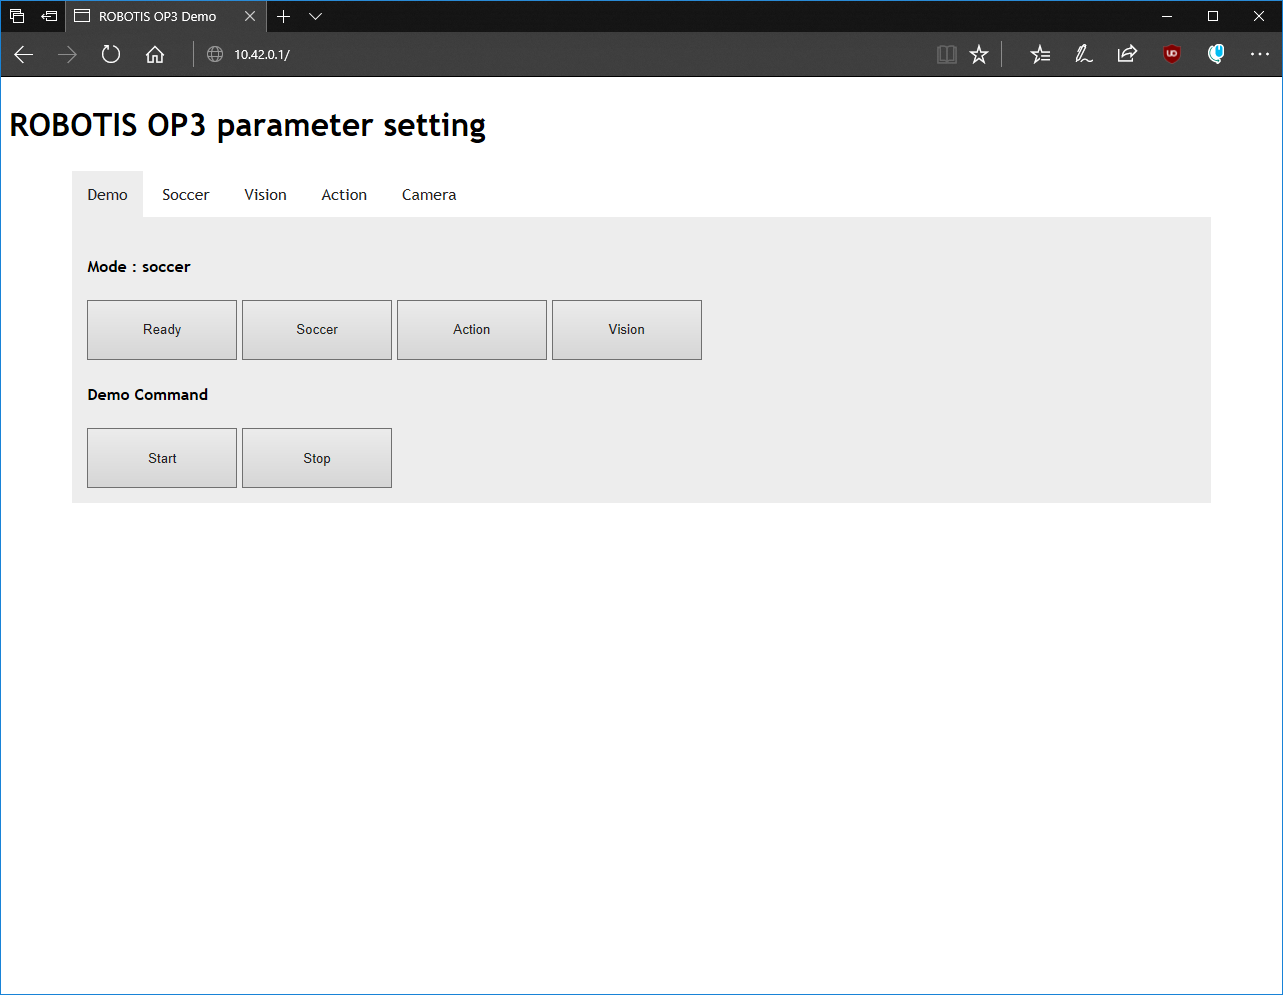 ROBOTIS OP3 Demo
10.42.0.1/
ROBOTIS OP3 parameter setting
Demo Soccer Vision Action Camera
Mode : soccer
Ready Soccer Action Vision
Demo Command
Start Stop